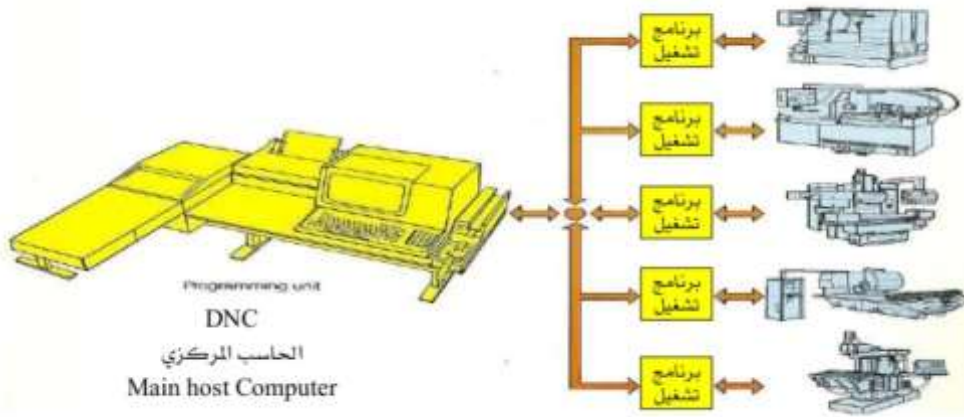 برنامج
تشغيل
برنامج
تشغيل
برنامج
تشغيل
برنامج
تشغيل
برنامج
تشغيل
Programming unit
DNC
الحاسب المركزي
Main host Computer